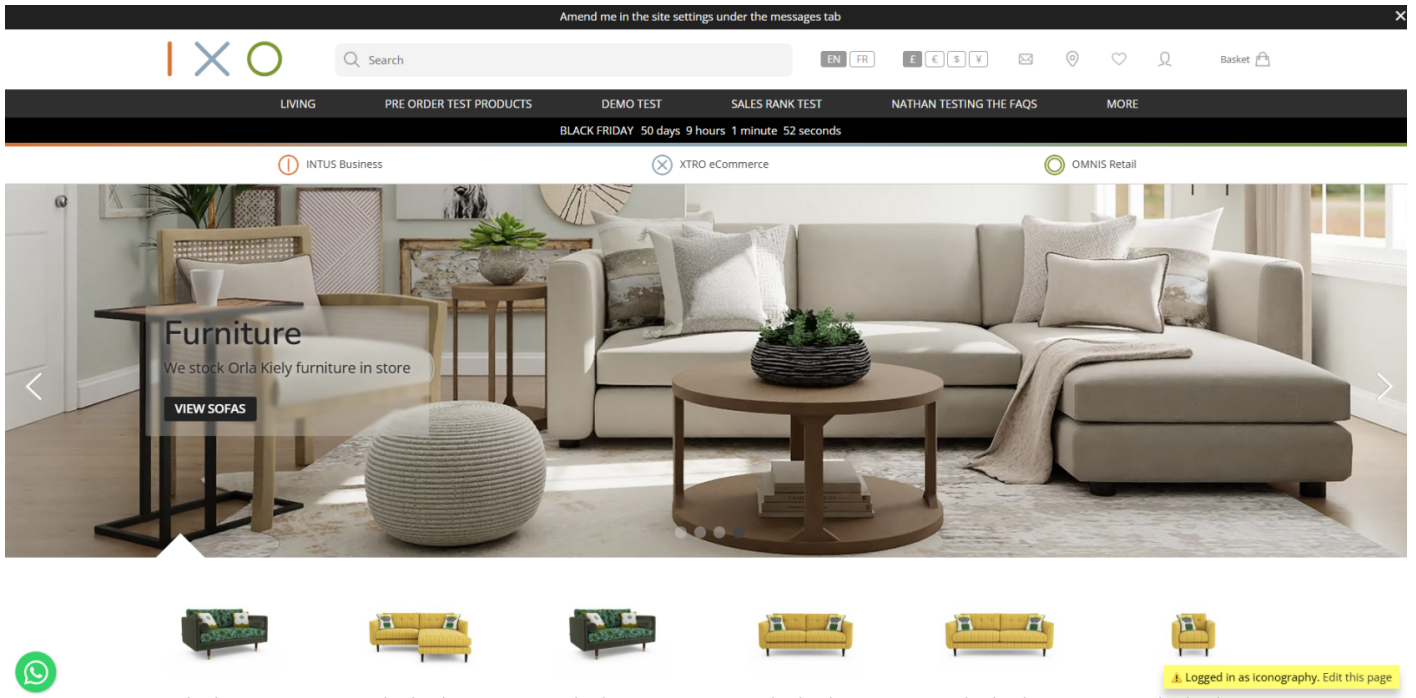 Amend me in the site settings under the messages tab
IXO
Search
EN FR
£ € $ ¥
Basket
LIVING PRE ORDER TEST PRODUCTS DEMO TEST SALES RANK TEST NATHAN TESTING THE FAQS MORE
BLACK FRIDAY 50 days 9 hours 1 minute 52 seconds
INTUS Business XTRO eCommerce OMNIS Retail
Furniture
We stock Orla Kiely furniture in store
VIEW SOFAS
Logged in as iconography. Edit this page